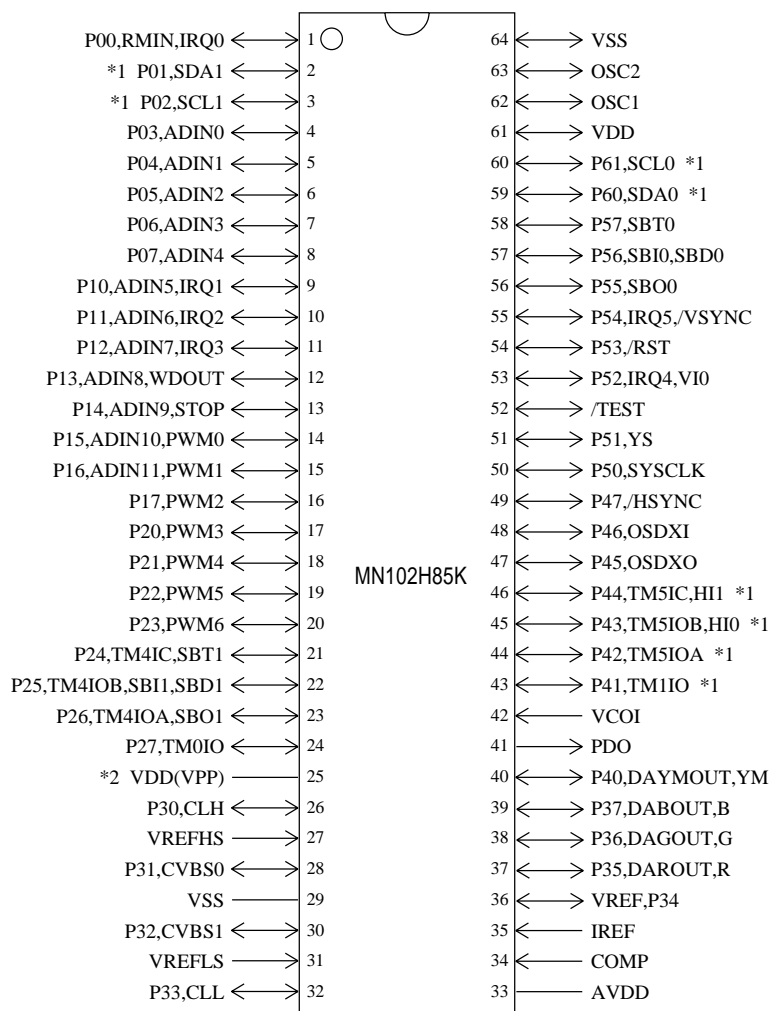 P00,RMIN,IRQ0 1 64 VSS
*1 P01,SDA1 2 63 OSC2
*1 P02,SCL1 3 62 OSC1
P03,ADIN0 4 61 VDD
P04,ADIN1 5 60 P61,SCL0 *1
P05,ADIN2 6 59 P60,SDA0 *1
P06,ADIN3 7 58 P57,SBT0
P07,ADIN4 8 57 P56,SBI0,SBD0
P10,ADIN5,IRQ1 9 56 P55,SBO0
P11,ADIN6,IRQ2 10 55 P54,IRQ5,/VSYNC
P12,ADIN7,IRQ3 11 54 P53,/RST
P13,ADIN8,WDOUT 12 53 P52,IRQ4,VI0
P14,ADIN9,STOP 13 52 /TEST
P15,ADIN10,PWM0 14 51 P51,YS
P16,ADIN11,PWM1 15 50 P50,SYSCLK
P17,PWM2 16 49 P47,/HSYNC
P20,PWM3 17 48 P46,OSDXI
P21,PWM4 18 47 P45,OSDXO
MN102H85K
P22,PWM5 19 46 P44,TM5IC,HI1 *1
P23,PWM6 20 45 P43,TM5IOB,HI0 *1
P24,TM4IC,SBT1 21 44 P42,TM5IOA *1
P25,TM4IOB,SBI1,SBD1 22 43 P41,TM1IO *1
P26,TM4IOA,SBO1 23 42 VCOI
P27,TM0IO 24 41 PDO
*2 VDD(VPP) 25 40 P40,DAYMOUT,YM
P30,CLH 26 39 P37,DABOUT,B
VREFHS 27 38 P36,DAGOUT,G
P31,CVBS0 28 37 P35,DAROUT,R
VSS 29 36 VREF,P34
P32,CVBS1 30 35 IREF
VREFLS 31 34 COMP
P33,CLL 32 33 AVDD